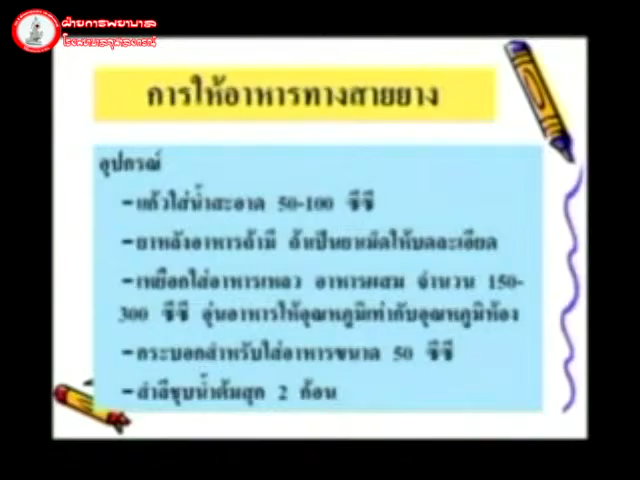 ฝ่ายการพยาบาล
โรงพยาบาลจุฬาลงกรณ์
การให้อาหารทางสายยาง
อุปกรณ์
-แก้วใส่น้ำสะอาด 50-100 ซีซี
-ยาหลังอาหารถ้ามี ถ้าเป็นยาเม็ดให้บดละเอียด
-เหยือกใส่อาหารเหลว อาหารผสม จำนวน 150-
300 ซีซี อุ่นอาหารให้อุณหภูมิเท่ากับอุณหภูมิห้อง
-กระบอกสำหรับใส่อาหารขนาด 50 ซีซี
-สำลีชุบน้ำต้มสุก 2 ก้อน